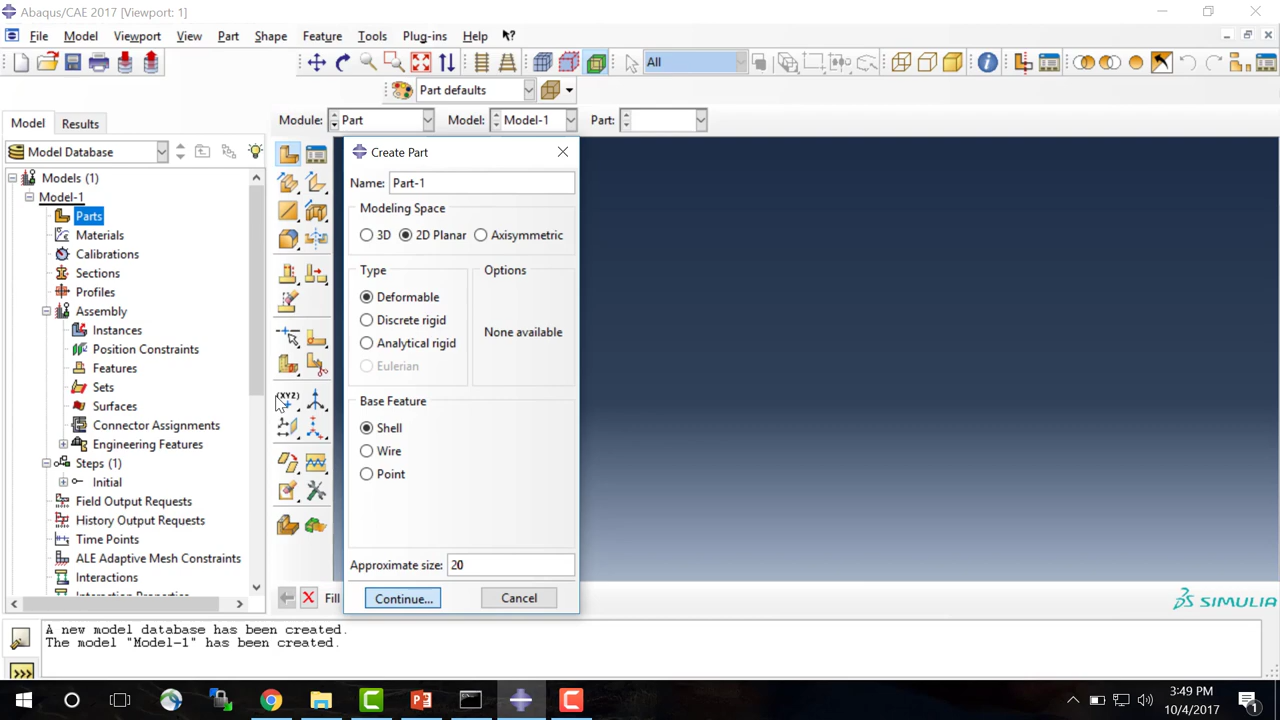 Abaqus/CAE 2017 [Viewport: 1]
File Model Viewport View Part Shape Feature Tools Plug-ins Help
All
Part defaults
Model Results
Module: Part Model: Model-1 Part:
Model Database
Create Part
Models (1)
Model-1
Parts
Materials
Calibrations
Sections
Profiles
Assembly
Instances
Position Constraints
Features
Sets
Surfaces
Connector Assignments
Engineering Features
Steps (1)
Initial
Field Output Requests
History Output Requests
Time Points
ALE Adaptive Mesh Constraints
Interactions
Interaction Properties
(XYZ)
Name: Part-1
Modeling Space
3D 2D Planar Axisymmetric
Type
Deformable
Discrete rigid
Analytical rigid
Eulerian
Options
None available
Base Feature
Shell
Wire
Point
Approximate size: 20
Continue... Cancel
Fill
SIMULIA
A new model database has been created.
The model "Model-1" has been created.
>>>
:49 PM
10/4/2017
1